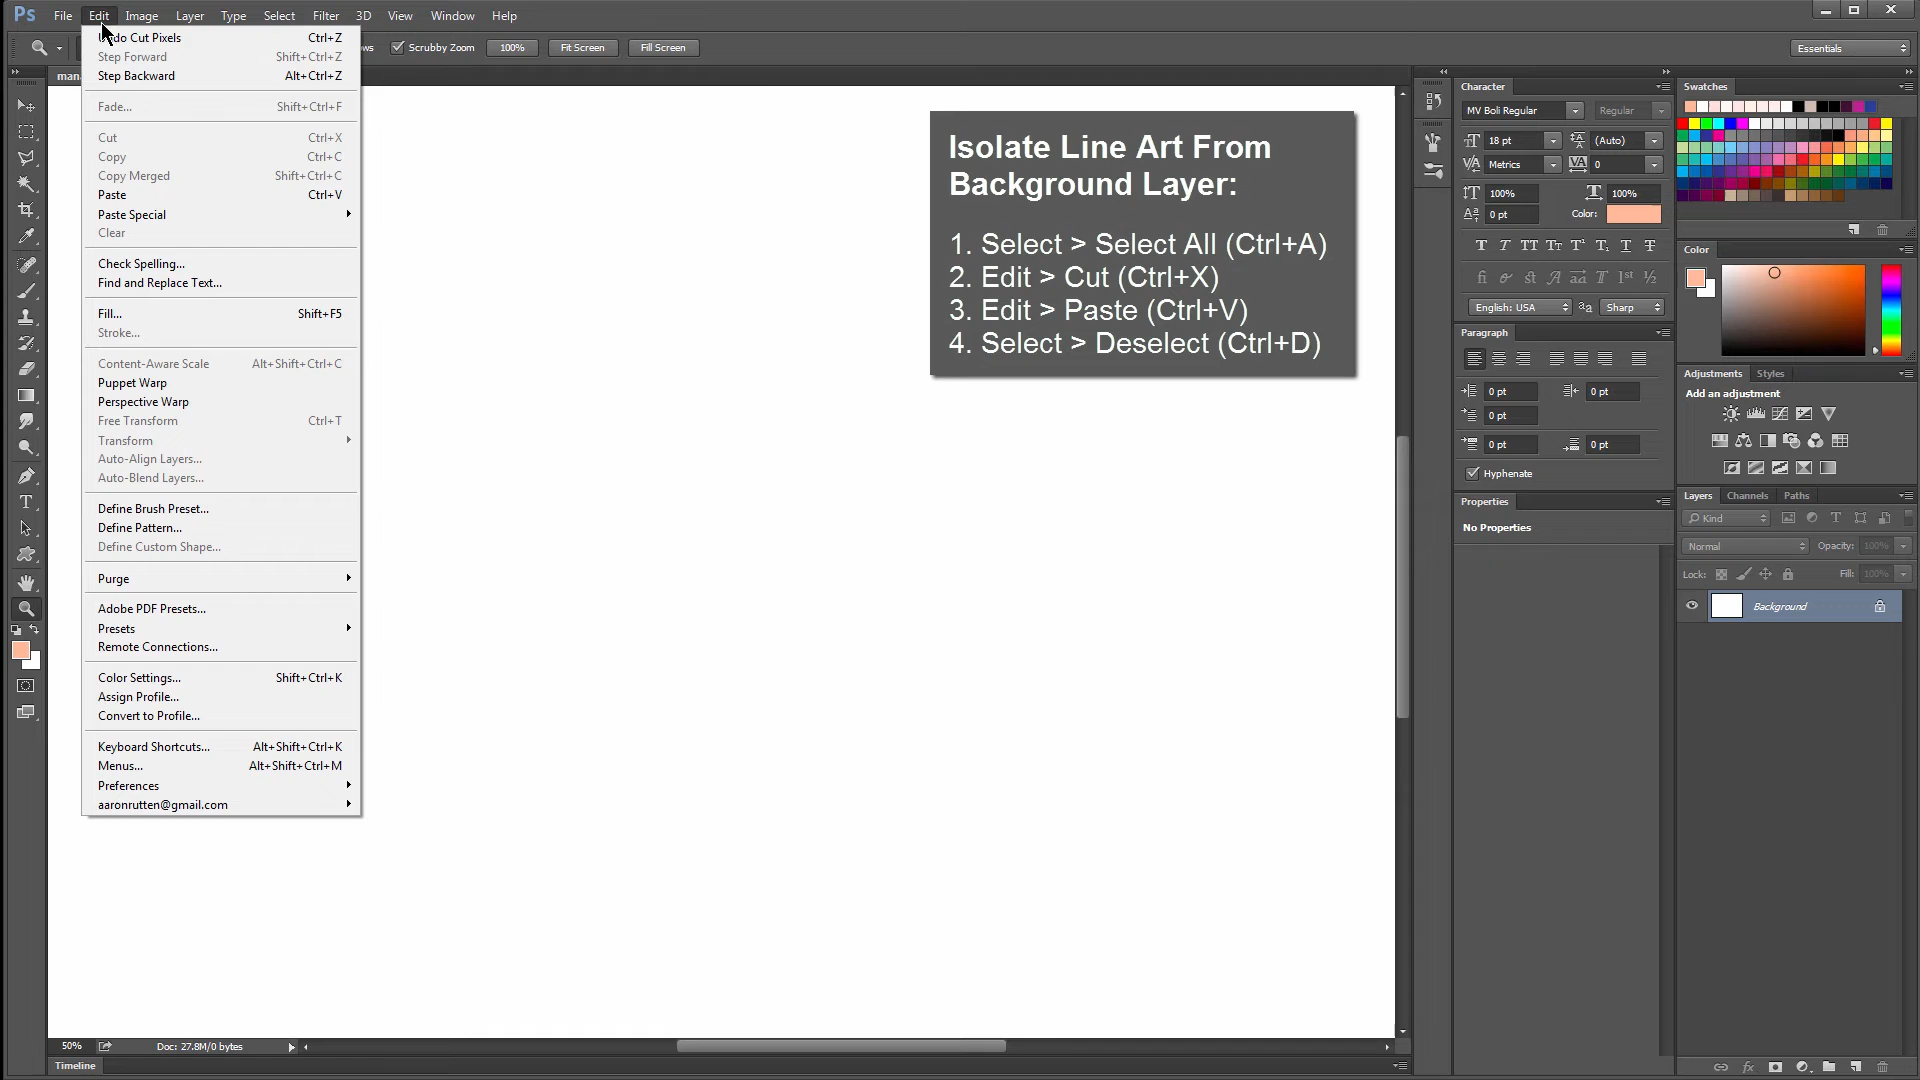 Ps File Edit Image Layer Type Select Filter 3D View Window Help
Scrubby Zoom 100% Fit Screen Fill Screen Essentials
Undo Cut Pixels Ctrl+Z
Step Forward Shift+Ctrl+Z
Step Backward Alt+Ctrl+Z
Fade... Shift+Ctrl+F
Cut Ctrl+X
Copy Ctrl+C
Copy Merged Shift+Ctrl+C
Paste Ctrl+V
Paste Special
Clear
Check Spelling...
Find and Replace Text...
Fill... Shift+F5
Stroke...
Content-Aware Scale Alt+Shift+Ctrl+C
Puppet Warp
Perspective Warp
Free Transform Ctrl+T
Transform
Auto-Align Layers...
Auto-Blend Layers...
Define Brush Preset...
Define Pattern...
Define Custom Shape...
Purge
Adobe PDF Presets...
Presets
Remote Connections...
Color Settings... Shift+Ctrl+K
Assign Profile...
Convert to Profile...
Keyboard Shortcuts... Alt+Shift+Ctrl+K
Menus... Alt+Shift+Ctrl+M
Preferences
aaronrutten@gmail.com
Isolate Line Art From
Background Layer:
1. Select > Select All (Ctrl+A)
2. Edit > Cut (Ctrl+X)
3. Edit > Paste (Ctrl+V)
4. Select > Deselect (Ctrl+D)
Character
MV Boli Regular Regular
18 pt (Auto)
Metrics 0
100% 100%
0 pt Color:
English: USA aa Sharp
Paragraph
0 pt 0 pt
0 pt
0 pt 0 pt
Hyphenate
Properties
No Properties
Swatches
Color
Adjustments Styles
Add an adjustment
Layers Channels Paths
Kind
Normal Opacity: 100%
Lock: Fill: 100%
Background
50% Doc: 27.8M/0 bytes
Timeline